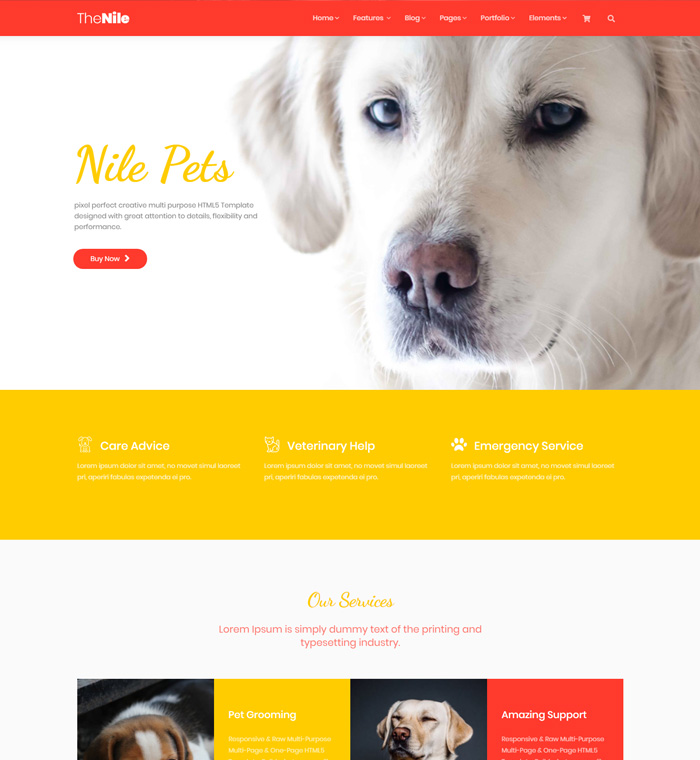 TheNile
Home Features Blog Pages Portfolio Elements
Nile Pets
pixel perfect creative multi purpose HTML5 Template
designed with great attention to details, flexibility and
performance.
Buy Now
Care Advice
Lorem ipsum dolor sit amet, no movet simul laoreet
pri, aperiri fabulas expetenda ei pro.
Veterinary Help
Lorem ipsum dolor sit amet, no movet simul laoreet
pri, aperiri fabulas expetenda ei pro.
Emergency Service
Lorem ipsum dolor sit amet, no movet simul laoreet
pri, aperiri fabulas expetenda ei pro.
Our Services
Lorem Ipsum is simply dummy text of the printing and
typesetting industry.
Pet Grooming
Responsive & Raw Multi-Purpose
Multi-Page & One-Page HTML5
Amazing Support
Responsive & Raw Multi-Purpose
Multi-Page & One-Page HTML5